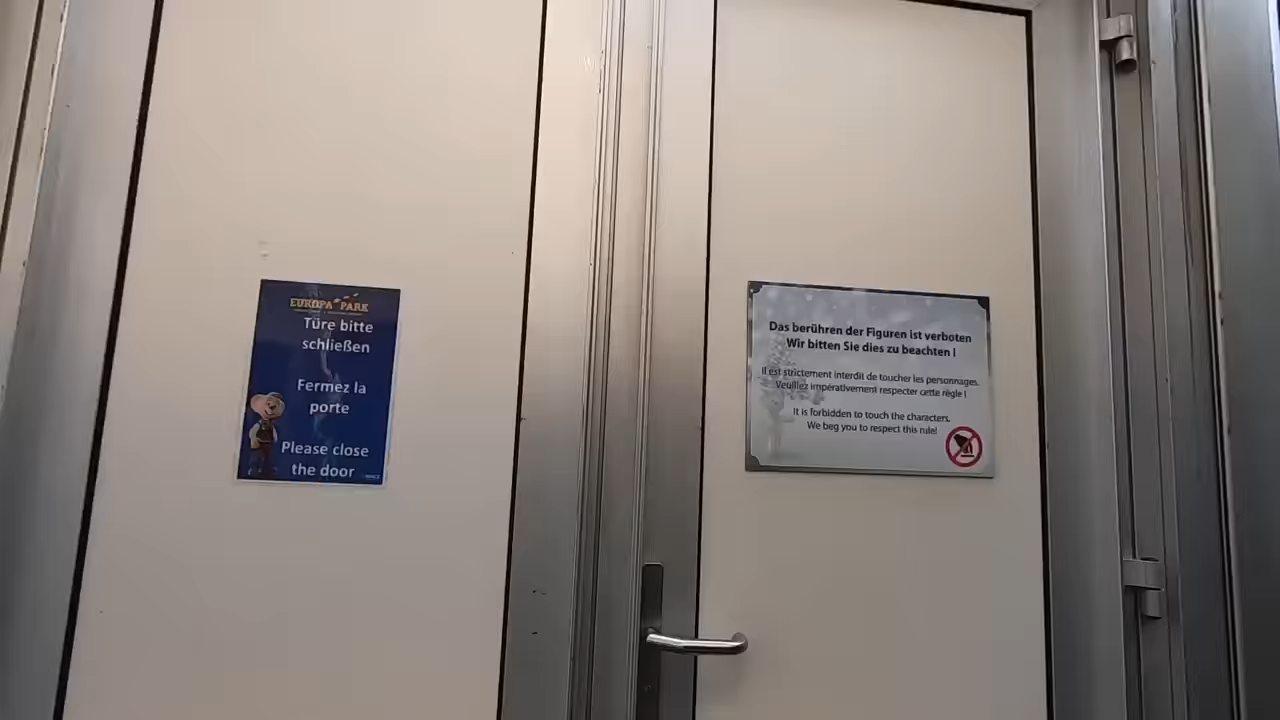 EUROPA PARK
Türe bitte
schließen
Fermez la
porte
Please close
the door
Das berühren der Figuren ist verboten
Wir bitten Sie dies zu beachten !
Il est strictement interdit de toucher les personnages.
Veuillez impérativement respecter cette règle !
It is forbidden to touch the characters.
We beg you to respect this rule!